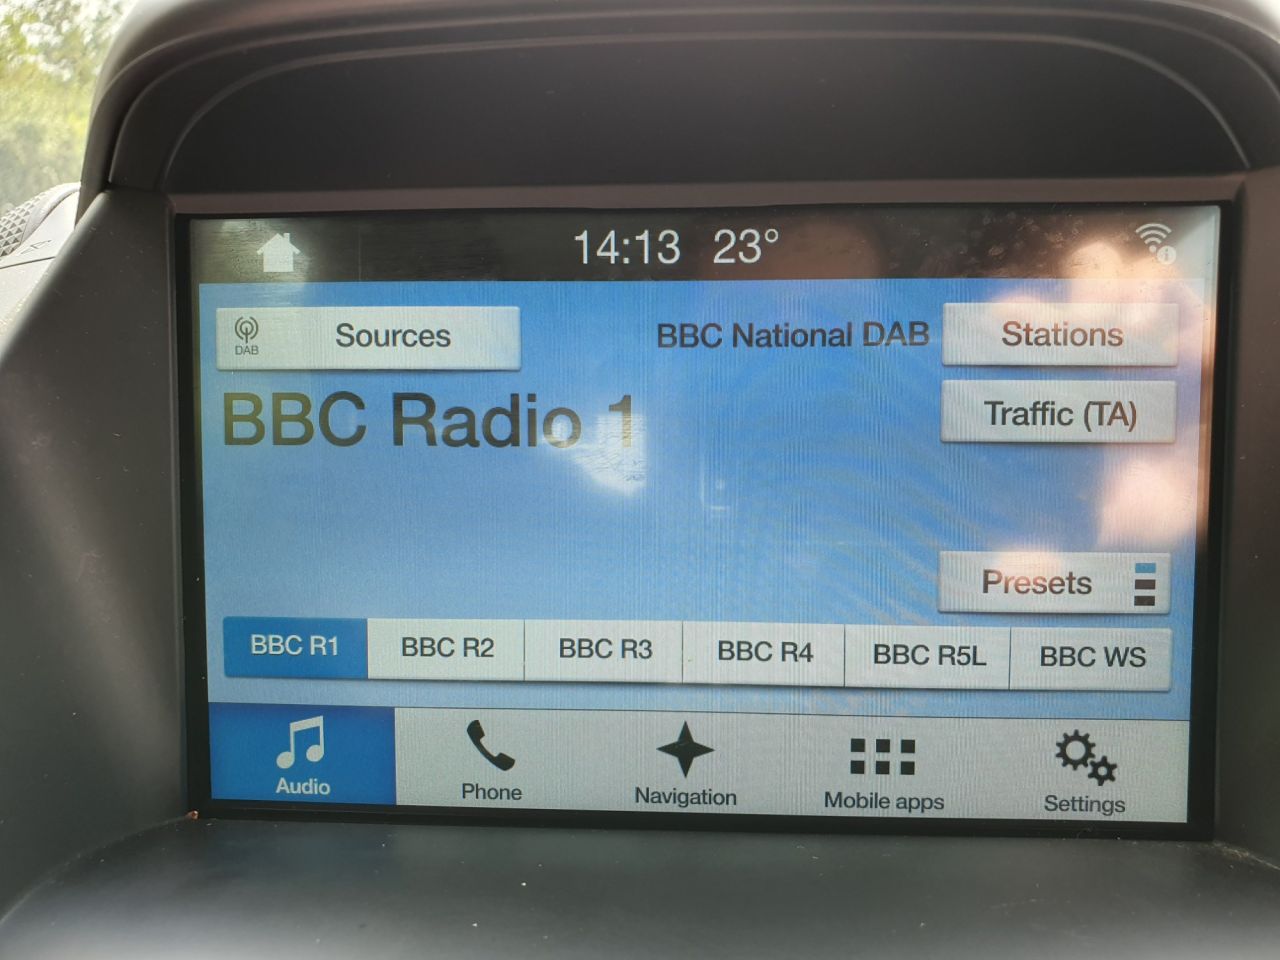 14:13 23°
DAB
Sources
BBC National DAB
Stations
BBC Radio 1
Traffic (TA)
Presets
BBC R1 BBC R2 BBC R3 BBC R4 BBC R5L BBC WS
Audio Phone Navigation Mobile apps Settings